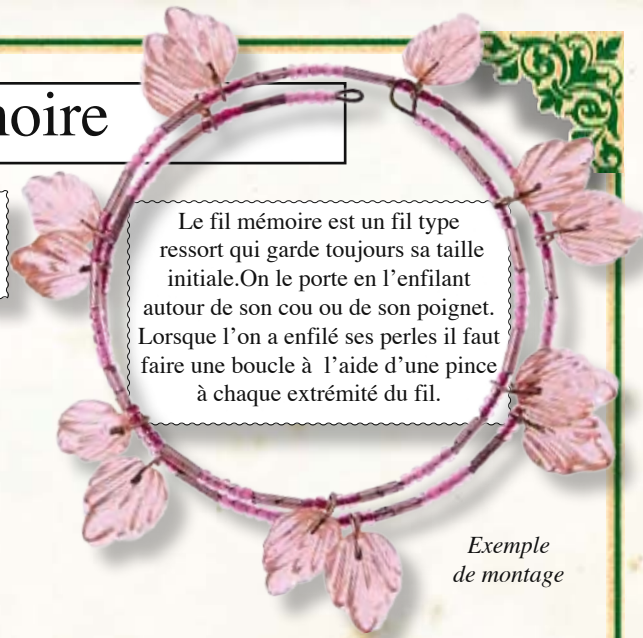 Le fil mémoire est un fil type
ressort qui garde toujours sa taille
initiale.On le porte en l’enfilant
autour de son cou ou de son poignet.
Lorsque l’on a enfilé ses perles il faut
faire une boucle à  l’aide d’une pince
à chaque extrémité du fil.
Exemple
de montage